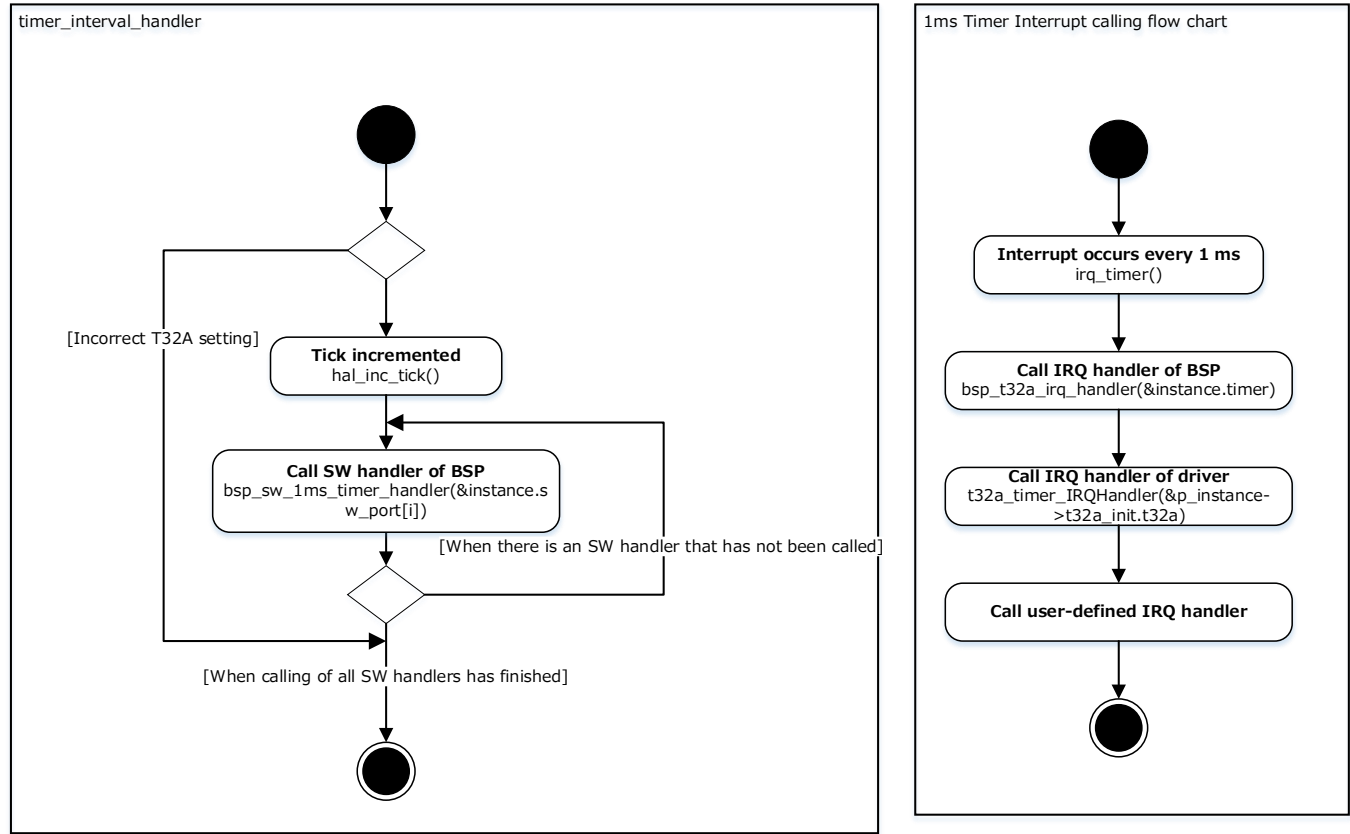 timer_interval_handler
[Incorrect T32A setting]
Tick incremented
hal_inc_tick()
Call SW handler of BSP
bsp_sw_1ms_timer_handler(&instance.s
w_port[i])
[When there is an SW handler that has not been called]
[When calling of all SW handlers has finished]
1ms Timer Interrupt calling flow chart
Interrupt occurs every 1 ms
irq_timer()
Call IRQ handler of BSP
bsp_t32a_irq_handler(&instance.timer)
Call IRQ handler of driver
t32a_timer_IRQHandler(&p_instance-
>t32a_init.t32a)
Call user-defined IRQ handler